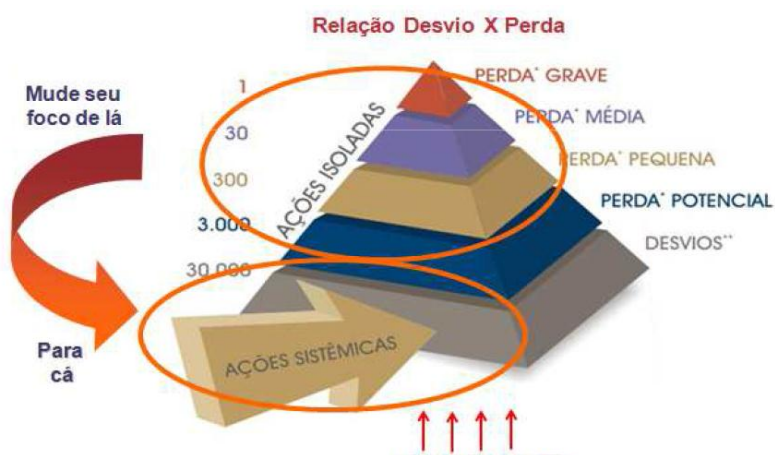 Relação Desvio X Perda
Mude seu
foco de lá
Para
cá
1
30
300
3.000
30.000
AÇÕES ISOLADAS
PERDA* GRAVE
PERDA* MÉDIA
PERDA* PEQUENA
PERDA* POTENCIAL
DESVIOS**
AÇÕES SISTÊMICAS